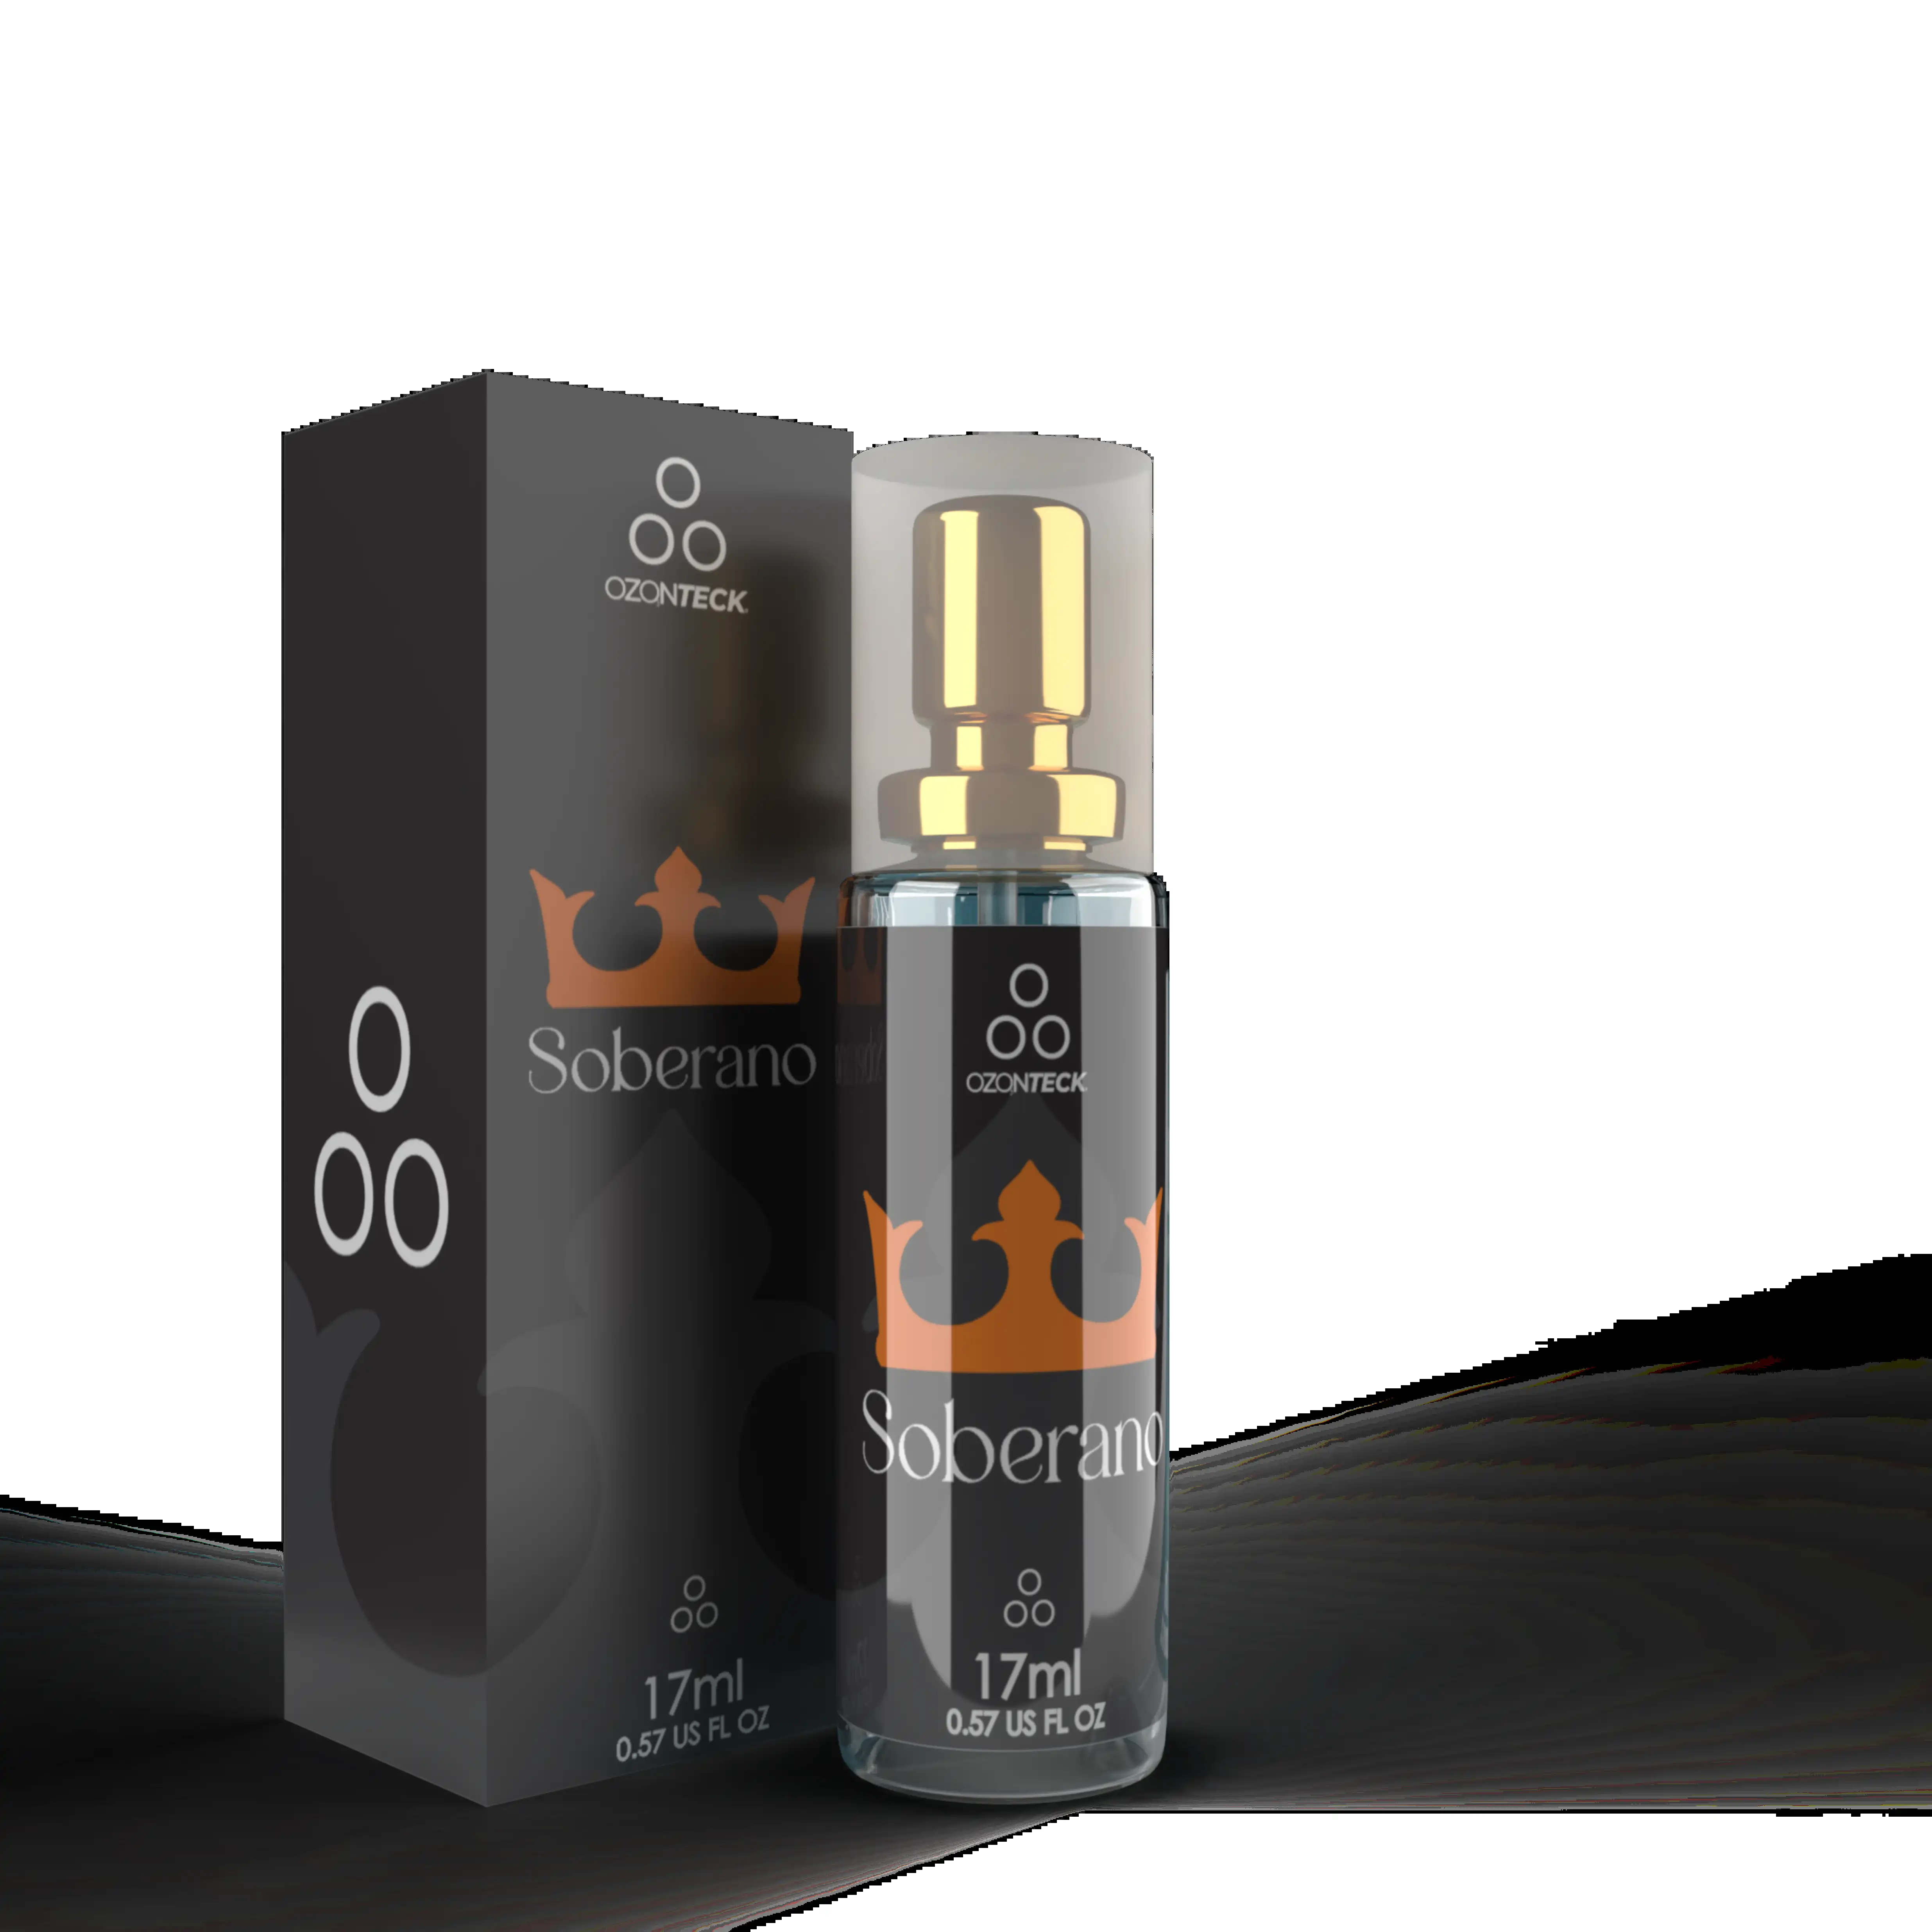 OZONTECK
Soberano
17ml
0.57 US FL OZ
OZONTECK
Soberano
17ml
0.57 US FL OZ